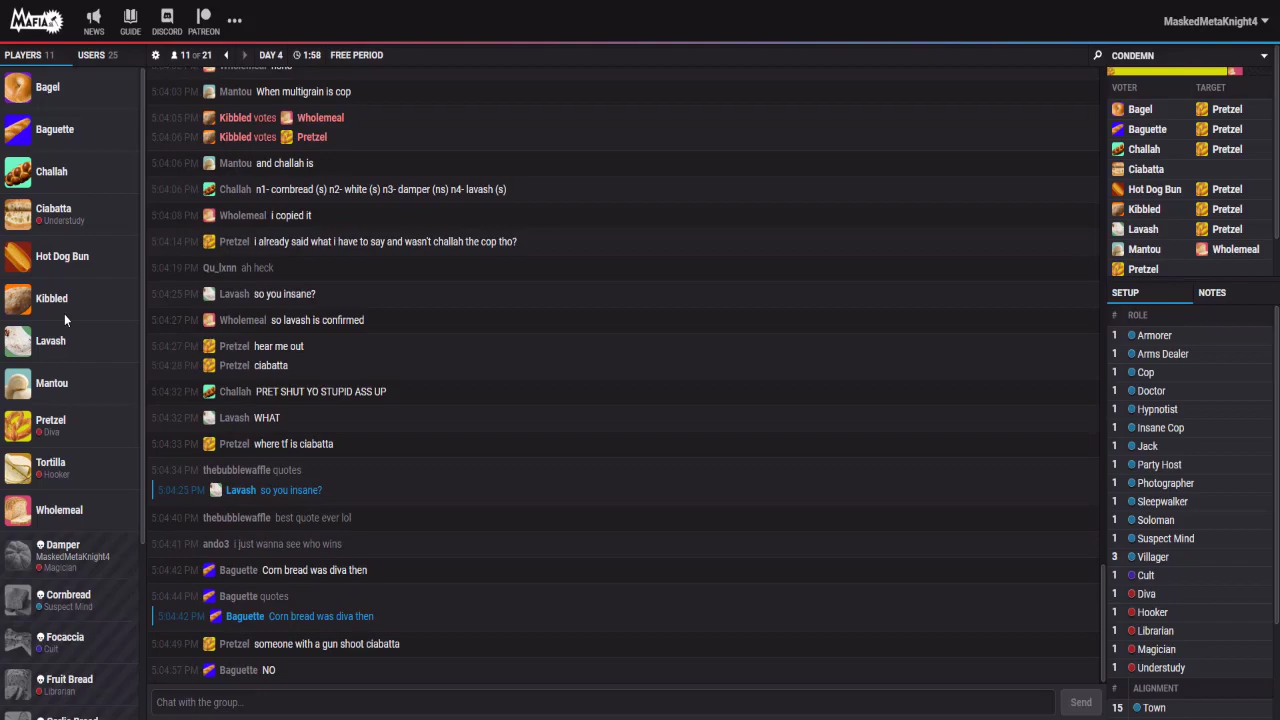 MAFIA.GG
NEWS
GUIDE
DISCORD
PATREON
MaskedMetaKnight4
PLAYERS 11
USERS 25
11 OF 21
DAY 4
1:58
FREE PERIOD
CONDEMN
Bagel
Baguette
Challah
Ciabatta
Understudy
Hot Dog Bun
Kibbled
Lavash
Mantou
Pretzel
Diva
Tortilla
Hooker
Wholemeal
Damper
MaskedMetaKnight4
Magician
Cornbread
Suspect Mind
Focaccia
Cult
Fruit Bread
Librarian
5:04:03 PM Mantou When multigrain is cop
5:04:05 PM Kibbled votes Wholemeal
5:04:06 PM Kibbled votes Pretzel
5:04:06 PM Mantou and challah is
5:04:06 PM Challah n1- cornbread (s) n2- white (s) n3- damper (ns) n4- lavash (s)
5:04:08 PM Wholemeal i copied it
5:04:14 PM Pretzel i already said what i have to say and wasn't challah the cop tho?
5:04:19 PM Qu_lxnn ah heck
5:04:25 PM Lavash so you insane?
5:04:27 PM Wholemeal so lavash is confirmed
5:04:27 PM Pretzel hear me out
5:04:28 PM Pretzel ciabatta
5:04:32 PM Challah PRET SHUT YO STUPID ASS UP
5:04:32 PM Lavash WHAT
5:04:33 PM Pretzel where tf is ciabatta
5:04:34 PM thebubblewaffle quotes
5:04:25 PM Lavash so you insane?
5:04:40 PM thebubblewaffle best quote ever lol
5:04:41 PM ando3 i just wanna see who wins
5:04:42 PM Baguette Corn bread was diva then
5:04:44 PM Baguette quotes
5:04:42 PM Baguette Corn bread was diva then
5:04:49 PM Pretzel someone with a gun shoot ciabatta
5:04:57 PM Baguette NO
Chat with the group...
Send
VOTER TARGET
Bagel Pretzel
Baguette Pretzel
Challah Pretzel
Ciabatta
Hot Dog Bun Pretzel
Kibbled Pretzel
Lavash Pretzel
Mantou Wholemeal
Pretzel
SETUP
NOTES
# ROLE
1 Armorer
1 Arms Dealer
1 Cop
1 Doctor
1 Hypnotist
1 Insane Cop
1 Jack
1 Party Host
1 Photographer
1 Sleepwalker
1 Soloman
1 Suspect Mind
3 Villager
1 Cult
1 Diva
1 Hooker
1 Librarian
1 Magician
1 Understudy
# ALIGNMENT
15 Town